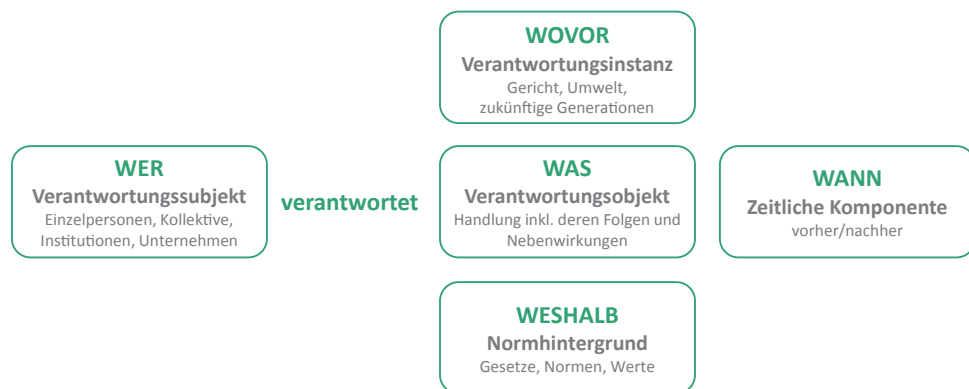 WOVOR
Verantwortungsinstanz
Gericht, Umwelt,
zukünftige Generationen
WER
Verantwortungssubjekt
Einzelpersonen, Kollektive,
Institutionen, Unternehmen
verantwortet
WAS
Verantwortungsobjekt
Handlung inkl. deren Folgen und
Nebenwirkungen
WANN
Zeitliche Komponente
vorher/nachher
WESHALB
Normhintergrund
Gesetze, Normen, Werte